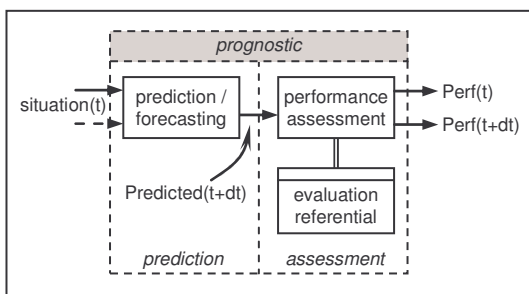 prognostic
situation(t)
prediction /
forecasting
performance
assessment
Perf(t)
Perf(t+dt)
Predicted(t+dt)
evaluation
referential
prediction
assessment